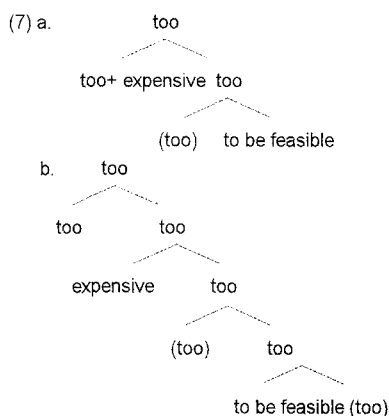 (7) a. too
too+ expensive too
(too) to be feasible
b. too
too too
expensive too
(too) too
to be feasible (too)